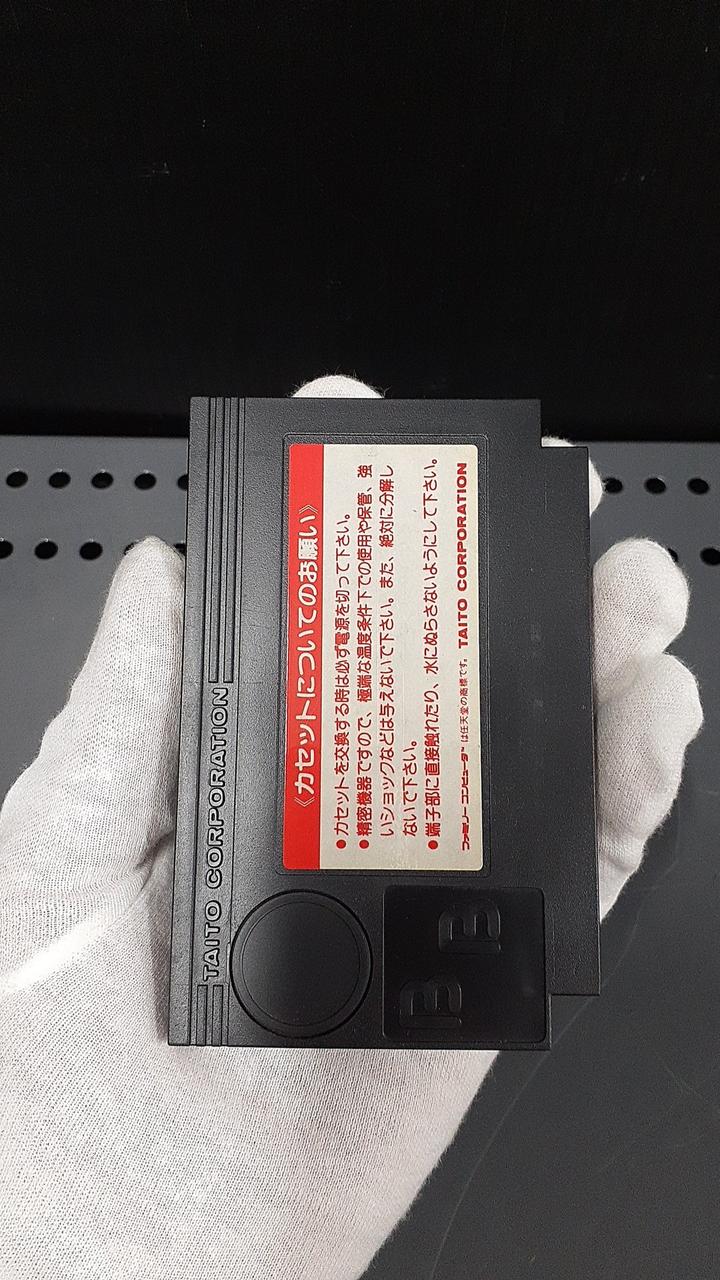 TAITO CORPORATION
《カセットについてのお願い》
●カセットを交換する時は必ず電源を切って下さい。
●精密機器ですので、極端な温度条件下での使用や保管、強
いショックなどは与えないで下さい。また、絶対に分解し
ないで下さい。
●端子部に直接触れたり、水にぬらさないようにして下さい。
ファミリーコンピュータ™は任天堂の商標です。 TAITO CORPORATION
B
B